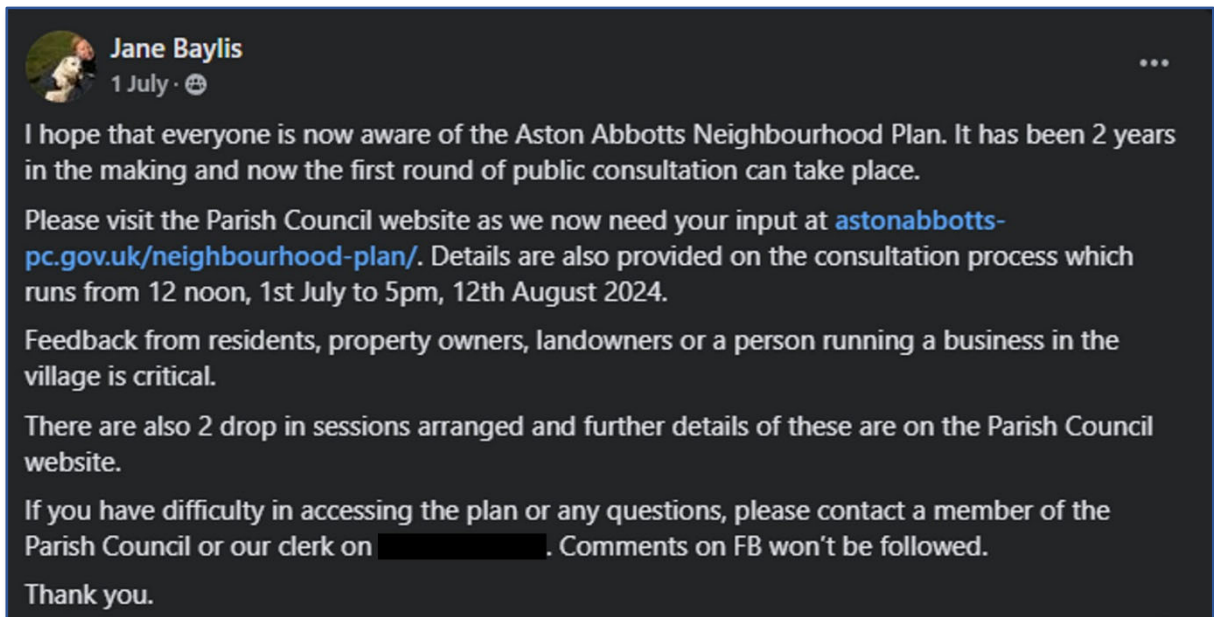 Jane Baylis
1 July ·
I hope that everyone is now aware of the Aston Abbotts Neighbourhood Plan. It has been 2 years
in the making and now the first round of public consultation can take place.
Please visit the Parish Council website as we now need your input at astonabbotts-
pc.gov.uk/neighbourhood-plan/. Details are also provided on the consultation process which
runs from 12 noon, 1st July to 5pm, 12th August 2024.
Feedback from residents, property owners, landowners or a person running a business in the
village is critical.
There are also 2 drop in sessions arranged and further details of these are on the Parish Council
website.
If you have difficulty in accessing the plan or any questions, please contact a member of the
Parish Council or our clerk on . Comments on FB won't be followed.
Thank you.